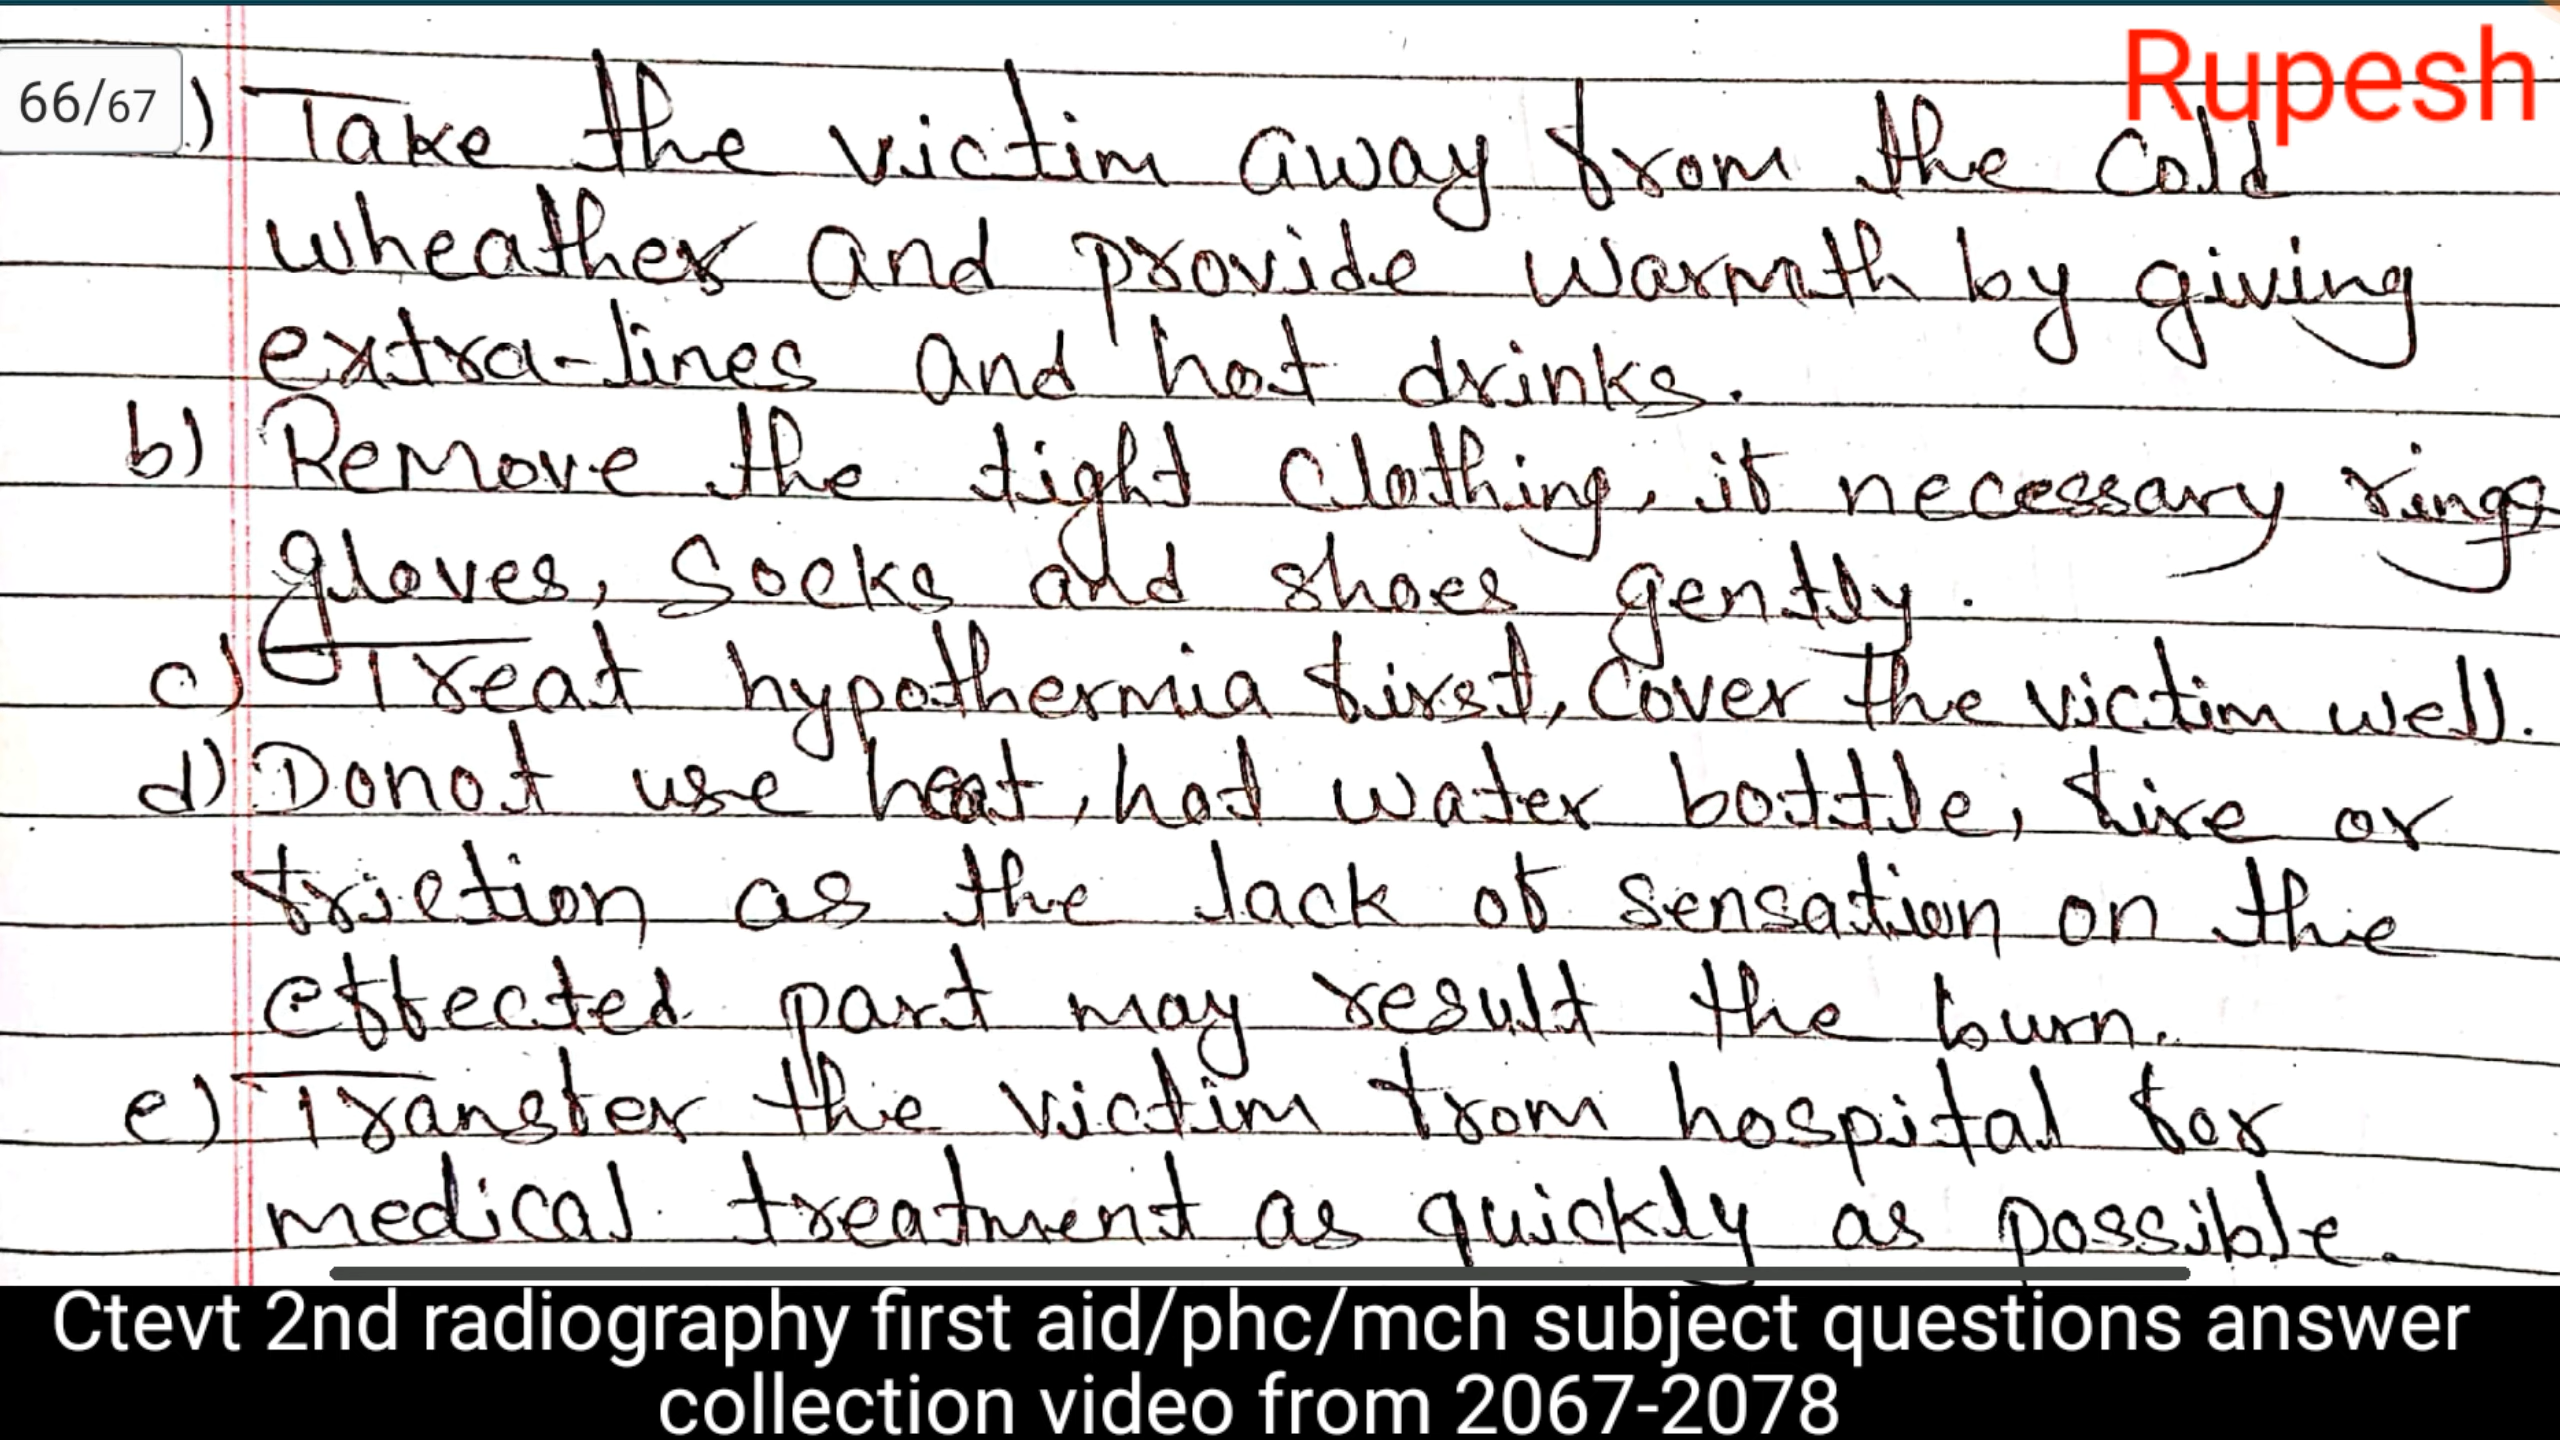 Rupesh
66/67
.) Take the victim away from the cold
wheather and provide warmth by giving
extra-lines and hot drinks.
b) Remove the tight clothing, if necessary rings
gloves, socks and shoes gently.
c) Treat hypothermia first, cover the victim well.
d) Donot use heat, hot water bottle, fire or
friction as the lack of sensation on the
effected part may result the burn.
e) Transfer the victim from hospital for
medical treatment as quickly as possible.
Ctevt 2nd radiography first aid/phc/mch subject questions answer
collection video from 2067-2078